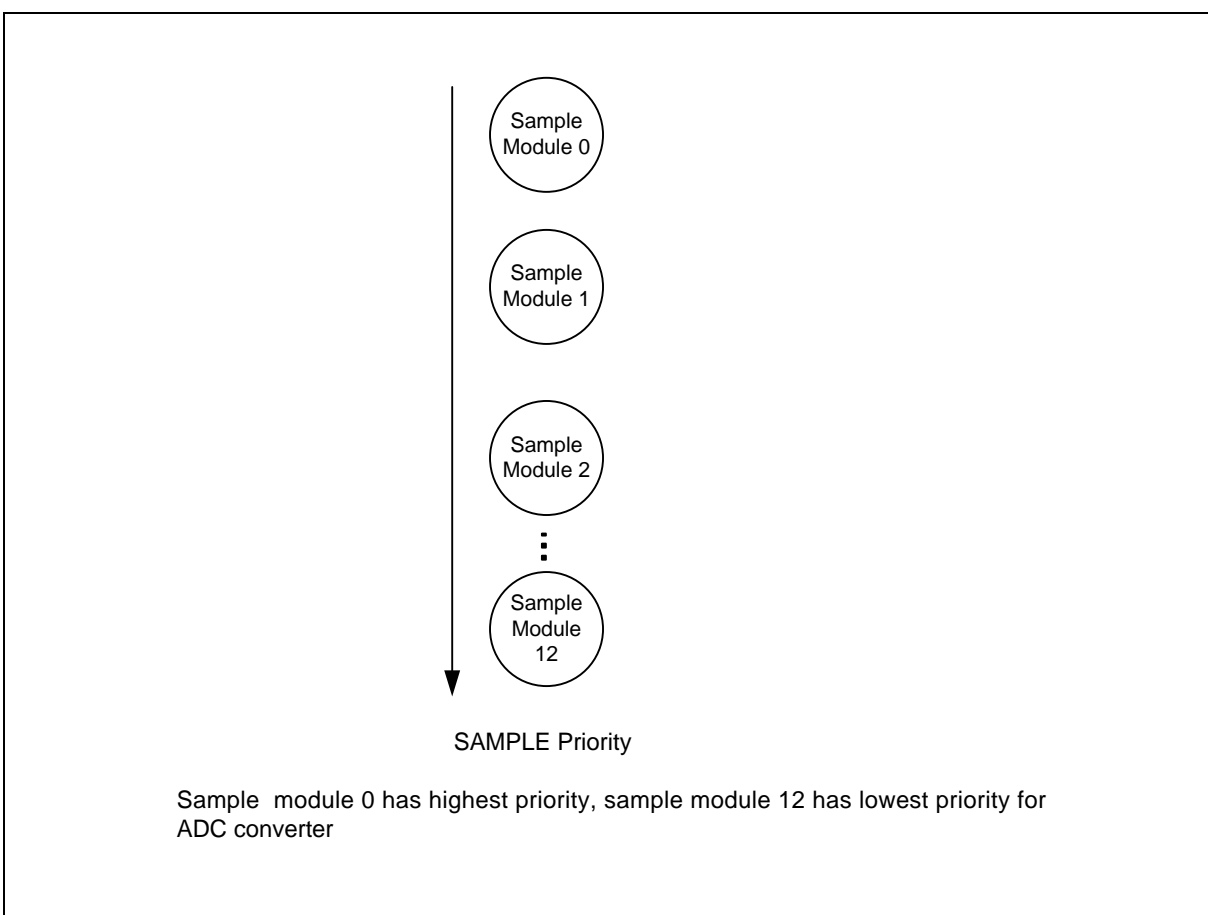 Sample
Module 0
Sample
Module 1
Sample
Module 2
Sample
Module
12
SAMPLE Priority
Sample module 0 has highest priority, sample module 12 has lowest priority for
ADC converter